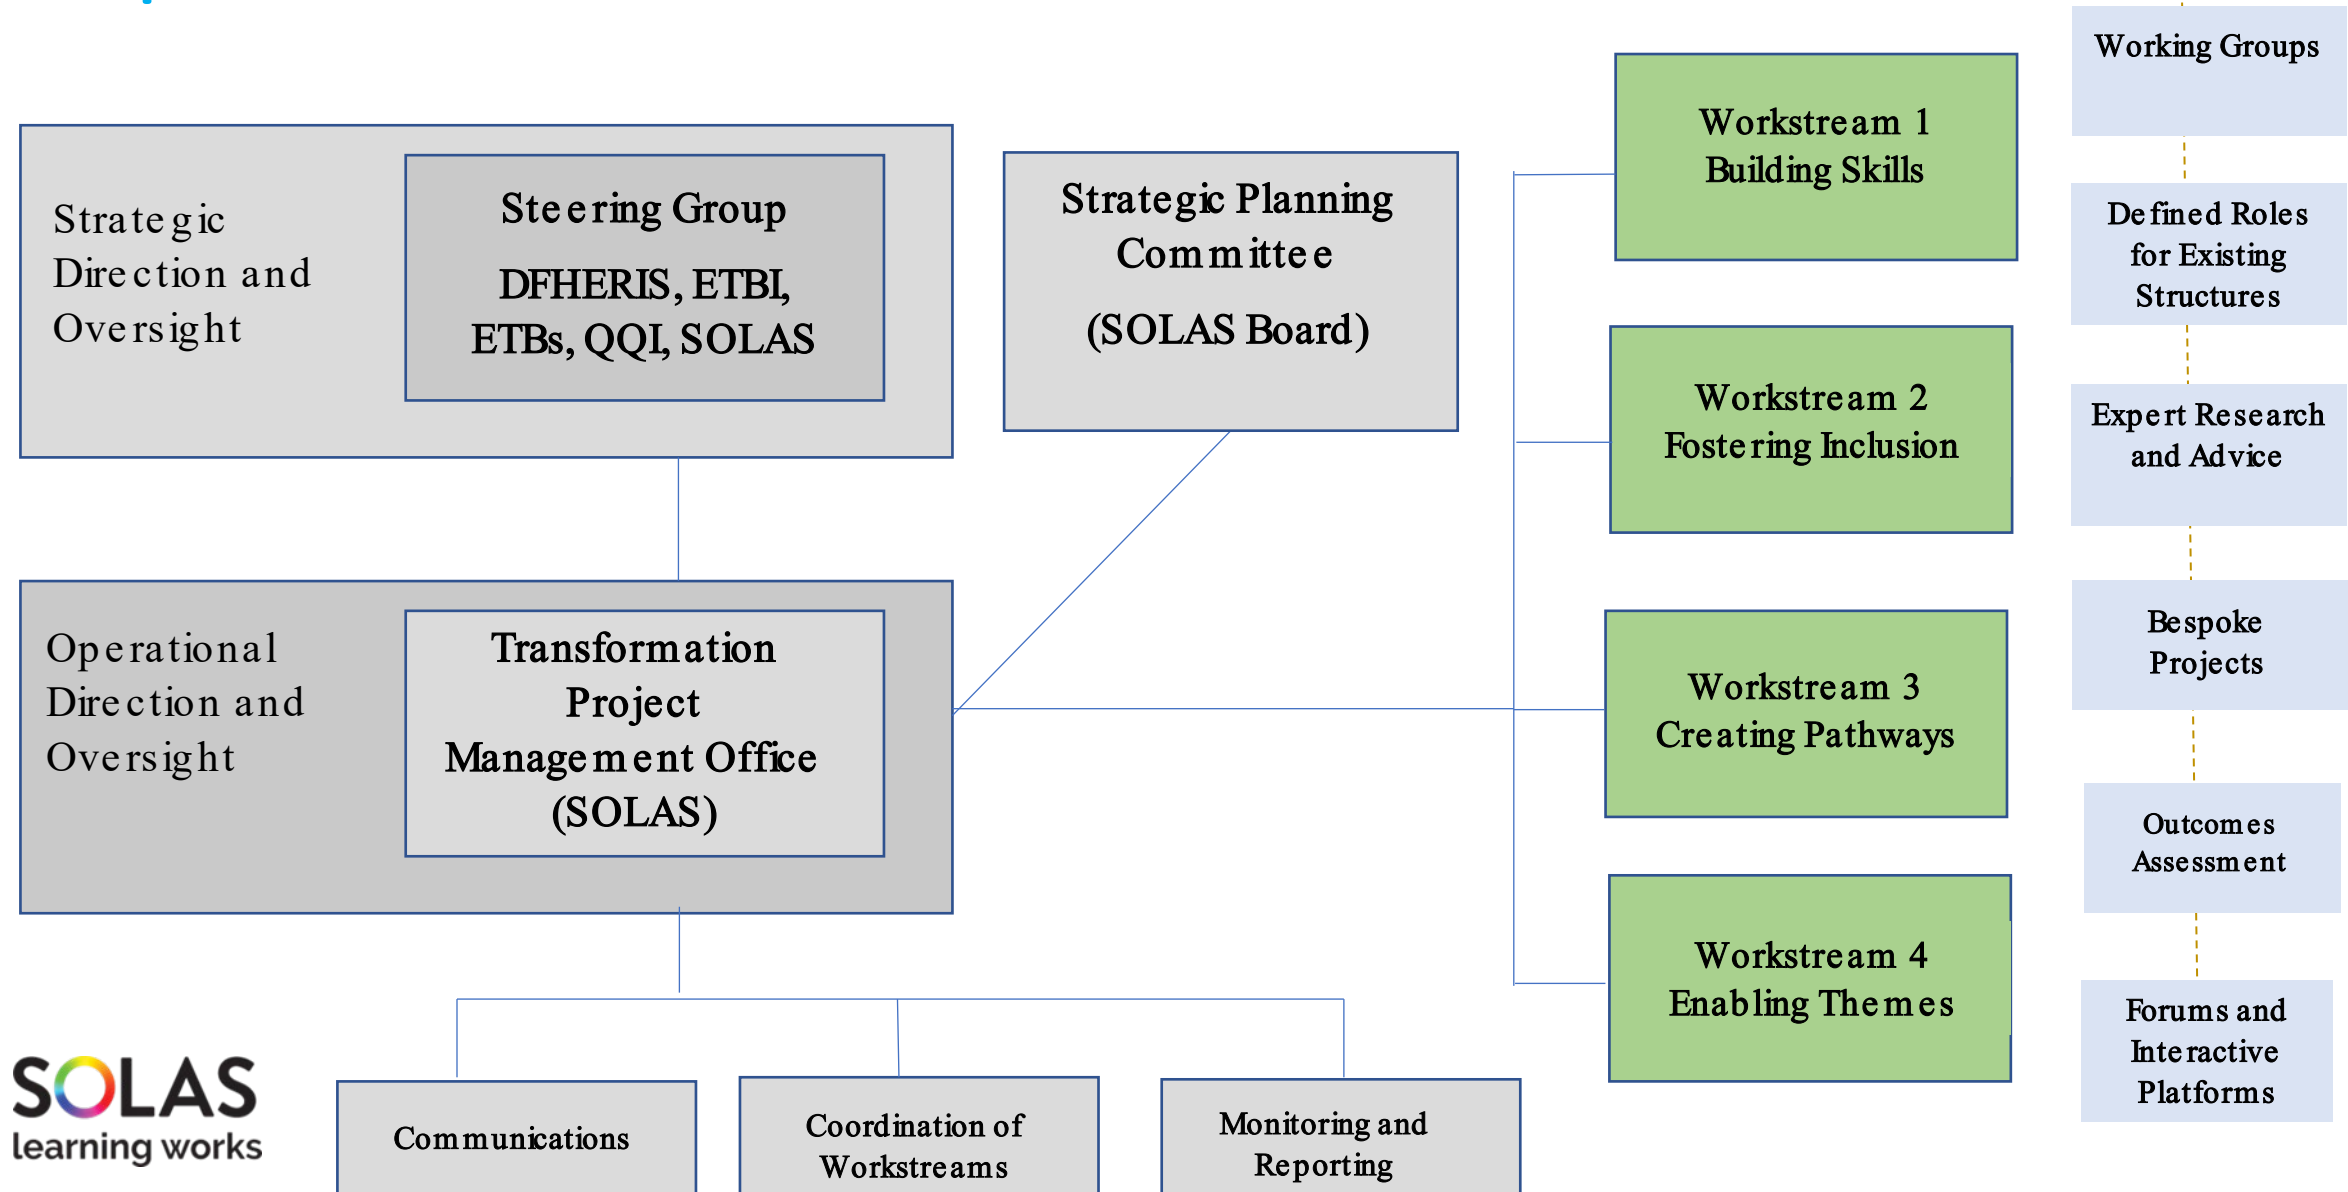 Strategic
Direction and
Oversight
Steering Group
DFHERIS, ETBI,
ETBs, QQI, SOLAS
Strategic Planning
Committee
(SOLAS Board)
Operational
Direction and
Oversight
Transformation
Project
Management Office
(SOLAS)
Communications
Coordination of
Workstreams
Monitoring and
Reporting
Workstream 1
Building Skills
Workstream 2
Fostering Inclusion
Workstream 3
Creating Pathways
Workstream 4
Enabling Themes
Working Groups
Defined Roles
for Existing
Structures
Expert Research
and Advice
Bespoke
Projects
Outcomes
Assessment
Forums and
Interactive
Platforms
SOLAS
learning works